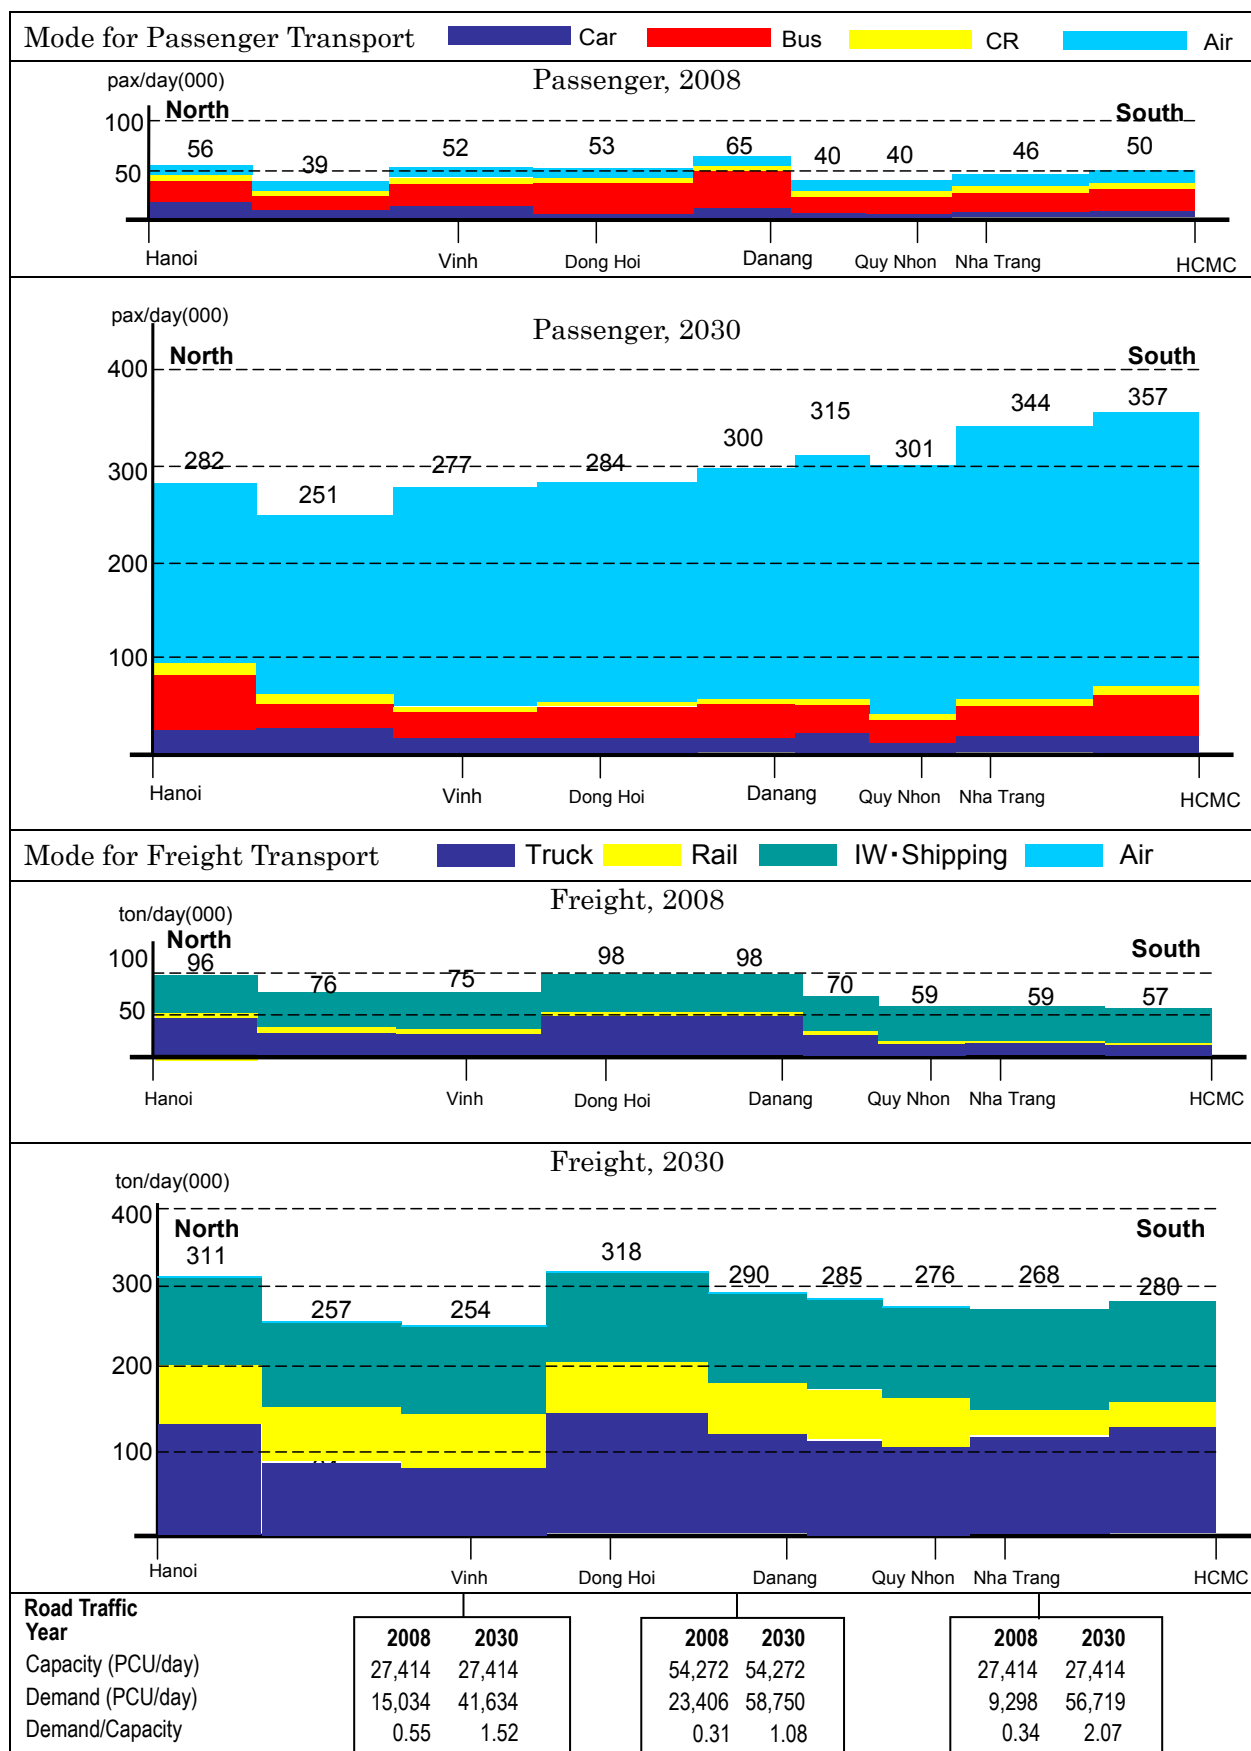 Mode for Passenger Transport Car Bus CR Air
pax/day(000) Passenger, 2008
North South
100
56 39 52 53 65 40 40 46 50
50
Hanoi Vinh Dong Hoi Danang Quy Nhon Nha Trang HCMC
pax/day(000) Passenger, 2030
North South
400
282 251 277 284 300 315 301 344 357
300
200
100
Hanoi Vinh Dong Hoi Danang Quy Nhon Nha Trang HCMC
Mode for Freight Transport Truck Rail IW・Shipping Air
ton/day(000) Freight, 2008
North South
100
96 76 75 98 98 70 59 59 57
50
Hanoi Vinh Dong Hoi Danang Quy Nhon Nha Trang HCMC
ton/day(000) Freight, 2030
400
North South
311 257 254 318 290 285 276 268 280
300
200
100
Hanoi Vinh Dong Hoi Danang Quy Nhon Nha Trang HCMC
Road Traffic
Year 2008 2030 2008 2030 2008 2030
Capacity (PCU/day) 27,414 27,414 54,272 54,272 27,414 27,414
Demand (PCU/day) 15,034 41,634 23,406 58,750 9,298 56,719
Demand/Capacity 0.55 1.52 0.31 1.08 0.34 2.07